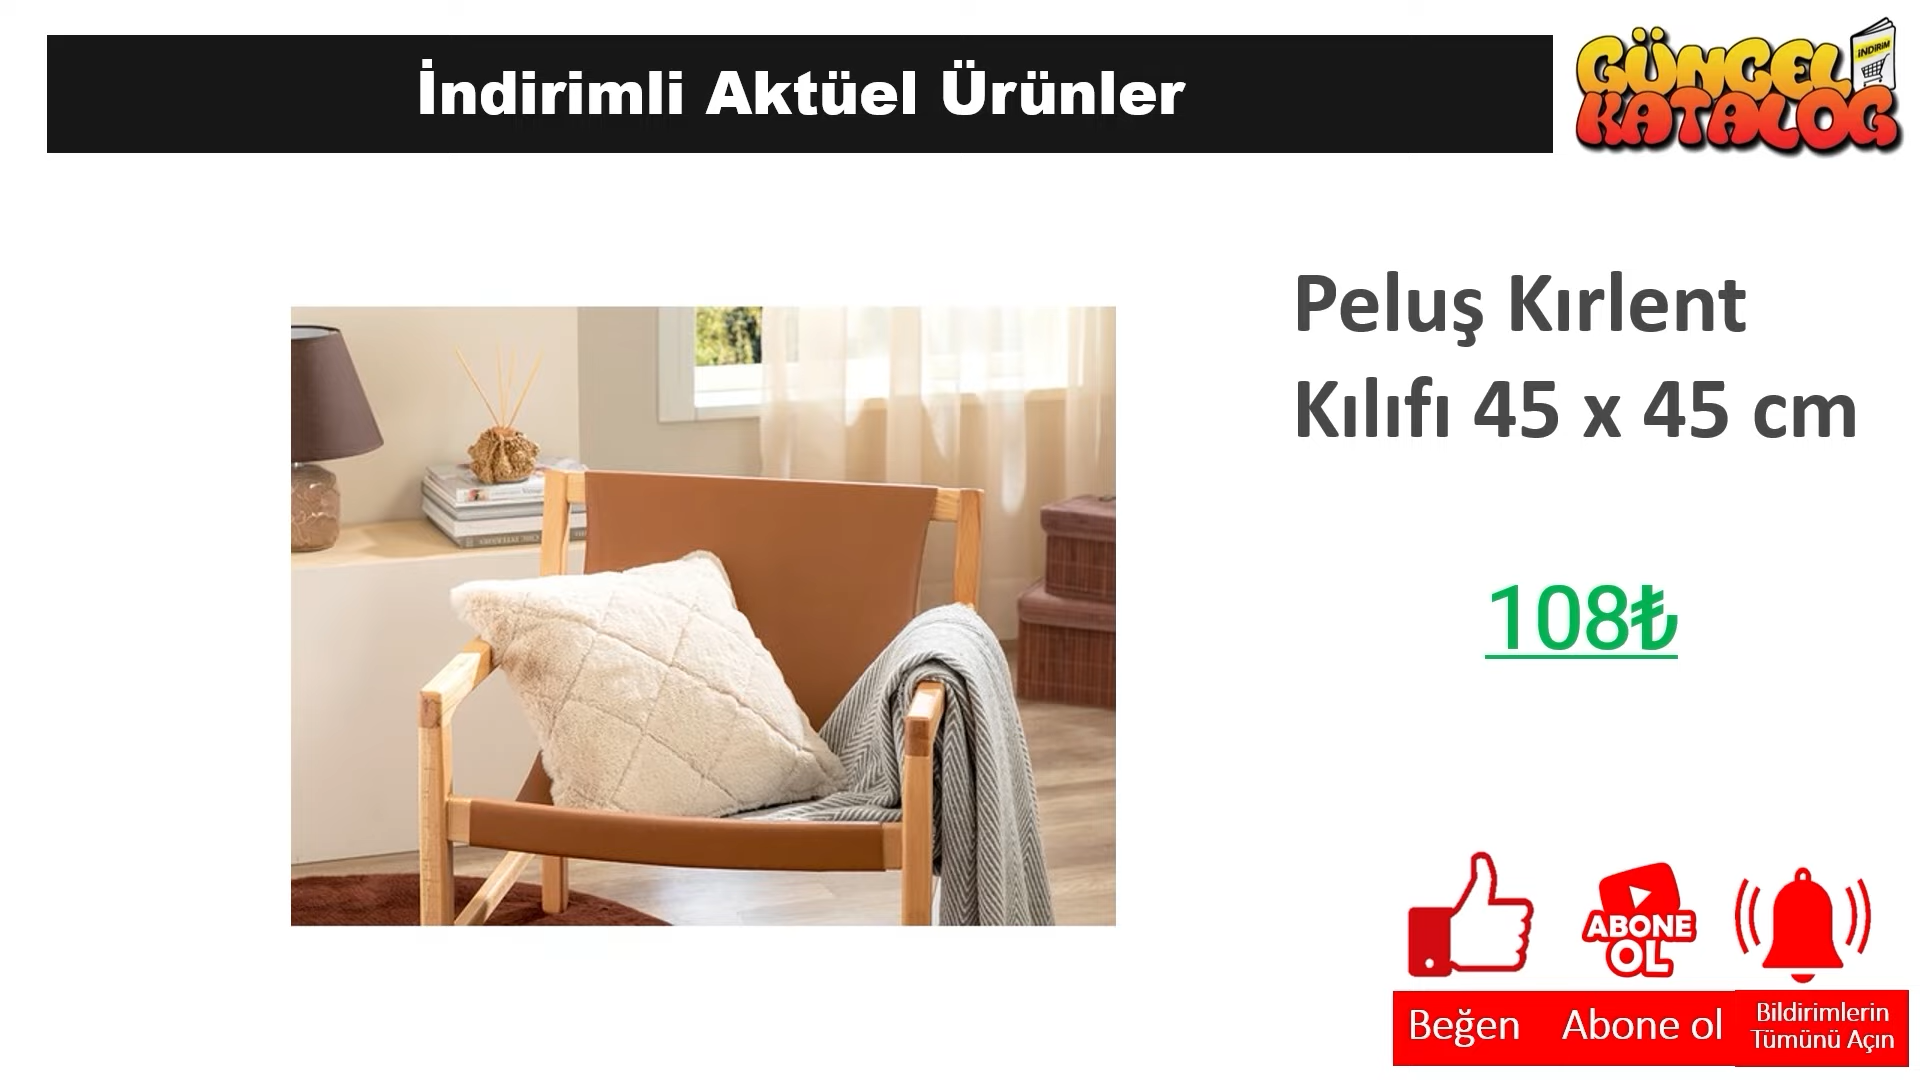 İndirimli Aktüel Ürünler
GÜNCEL
İNDİRİM
KATALOG
Peluş Kırlent
Kılıfı 45 x 45 cm
108₺
ABONE
OL
Beğen
Abone ol
Bildirimlerin
Tümünü Açın